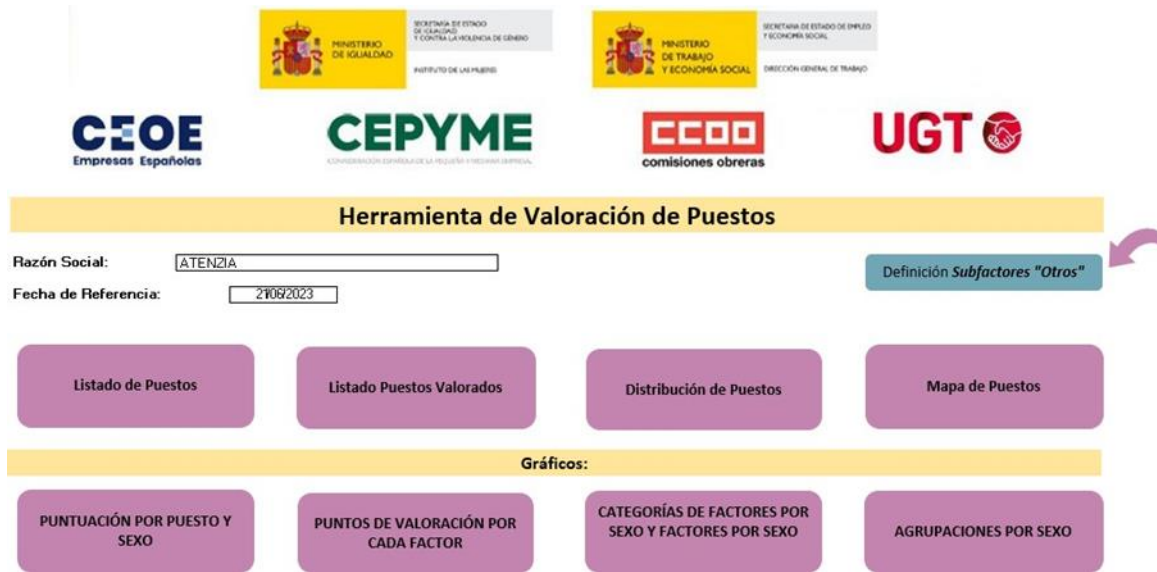 MINISTERIO
DE IGUALDAD
SECRETARÍA DE ESTADO
DE IGUALDAD
Y CONTRA LA VIOLENCIA DE GÉNERO
INSTITUTO DE LAS MUJERES
MINISTERIO
DE TRABAJO
Y ECONOMÍA SOCIAL
SECRETARIA DE ESTADO DE EMPLEO
Y ECONOMÍA SOCIAL
DIRECCIÓN GENERAL DE TRABAJO
CEOE
Empresas Españolas
CEPYME
CONFEDERACIÓN ESPAÑOLA DE LA PEQUEÑA Y MEDIANA EMPRESA
CCOO
comisiones obreras
UGT
Herramienta de Valoración de Puestos
Razón Social: ATENZIA
Definición Subfactores "Otros"
Fecha de Referencia: 21/06/2023
Listado de Puestos
Listado Puestos Valorados
Distribución de Puestos
Mapa de Puestos
Gráficos:
PUNTUACIÓN POR PUESTO Y
SEXO
PUNTOS DE VALORACIÓN POR
CADA FACTOR
CATEGORÍAS DE FACTORES POR
SEXO Y FACTORES POR SEXO
AGRUPACIONES POR SEXO